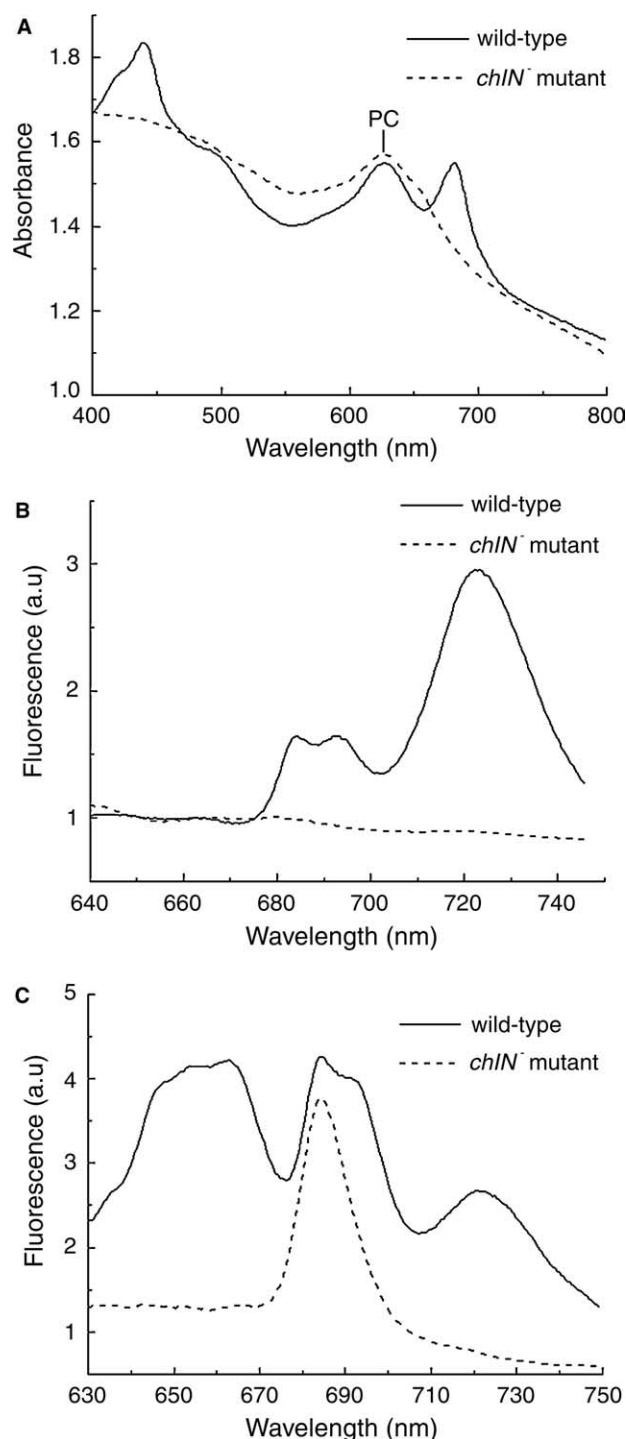 A
wild-type
chlN- mutant
PC
1.8
1.6
1.4
1.2
1.0
Absorbance
400 500 600 700 800
Wavelength (nm)
B
wild-type
chlN- mutant
3
2
1
Fluorescence (a.u)
640 660 680 700 720 740
Wavelength (nm)
C
wild-type
chlN- mutant
5
4
3
2
1
Fluorescence (a.u)
630 650 670 690 710 730 750
Wavelength (nm)